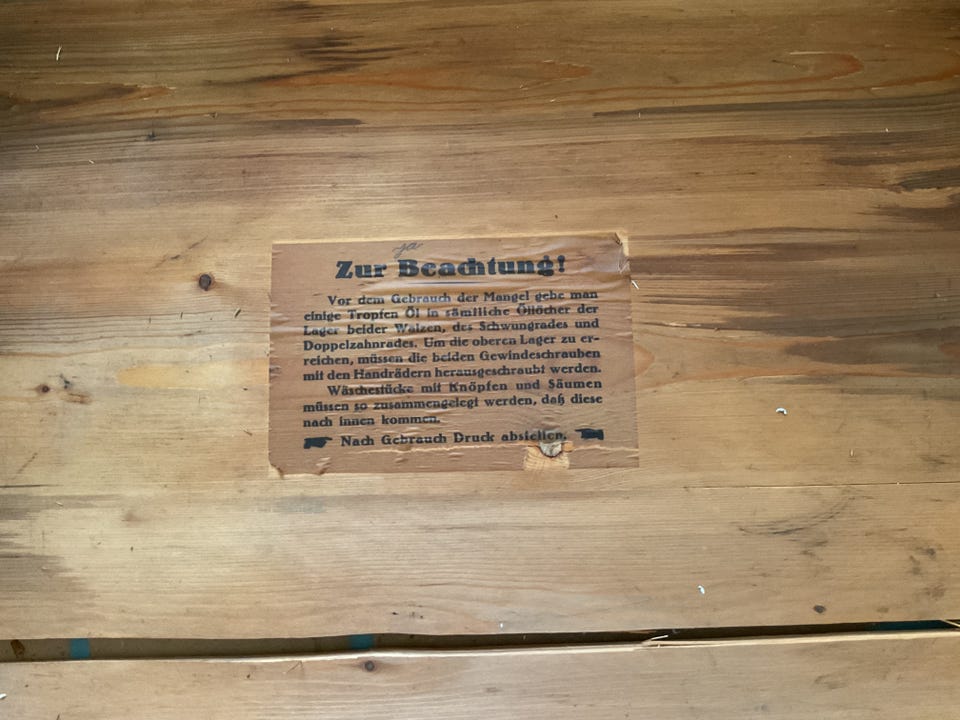 ja
Zur Beachtung!
Vor dem Gebrauch der Mangel gebe man
einige Tropfen Öl in sämtliche Öllöcher der
Lager beider Walzen, des Schwungrades und
Doppelzahnrades. Um die oberen Lager zu er-
reichen, müssen die beiden Gewindeschrauben
mit den Handrädern herausgeschraubt werden.
Wäschestücke mit Knöpfen und Säumen
müssen so zusammengelegt werden, daß diese
nach innen kommen.
Nach Gebrauch Druck abstellen.